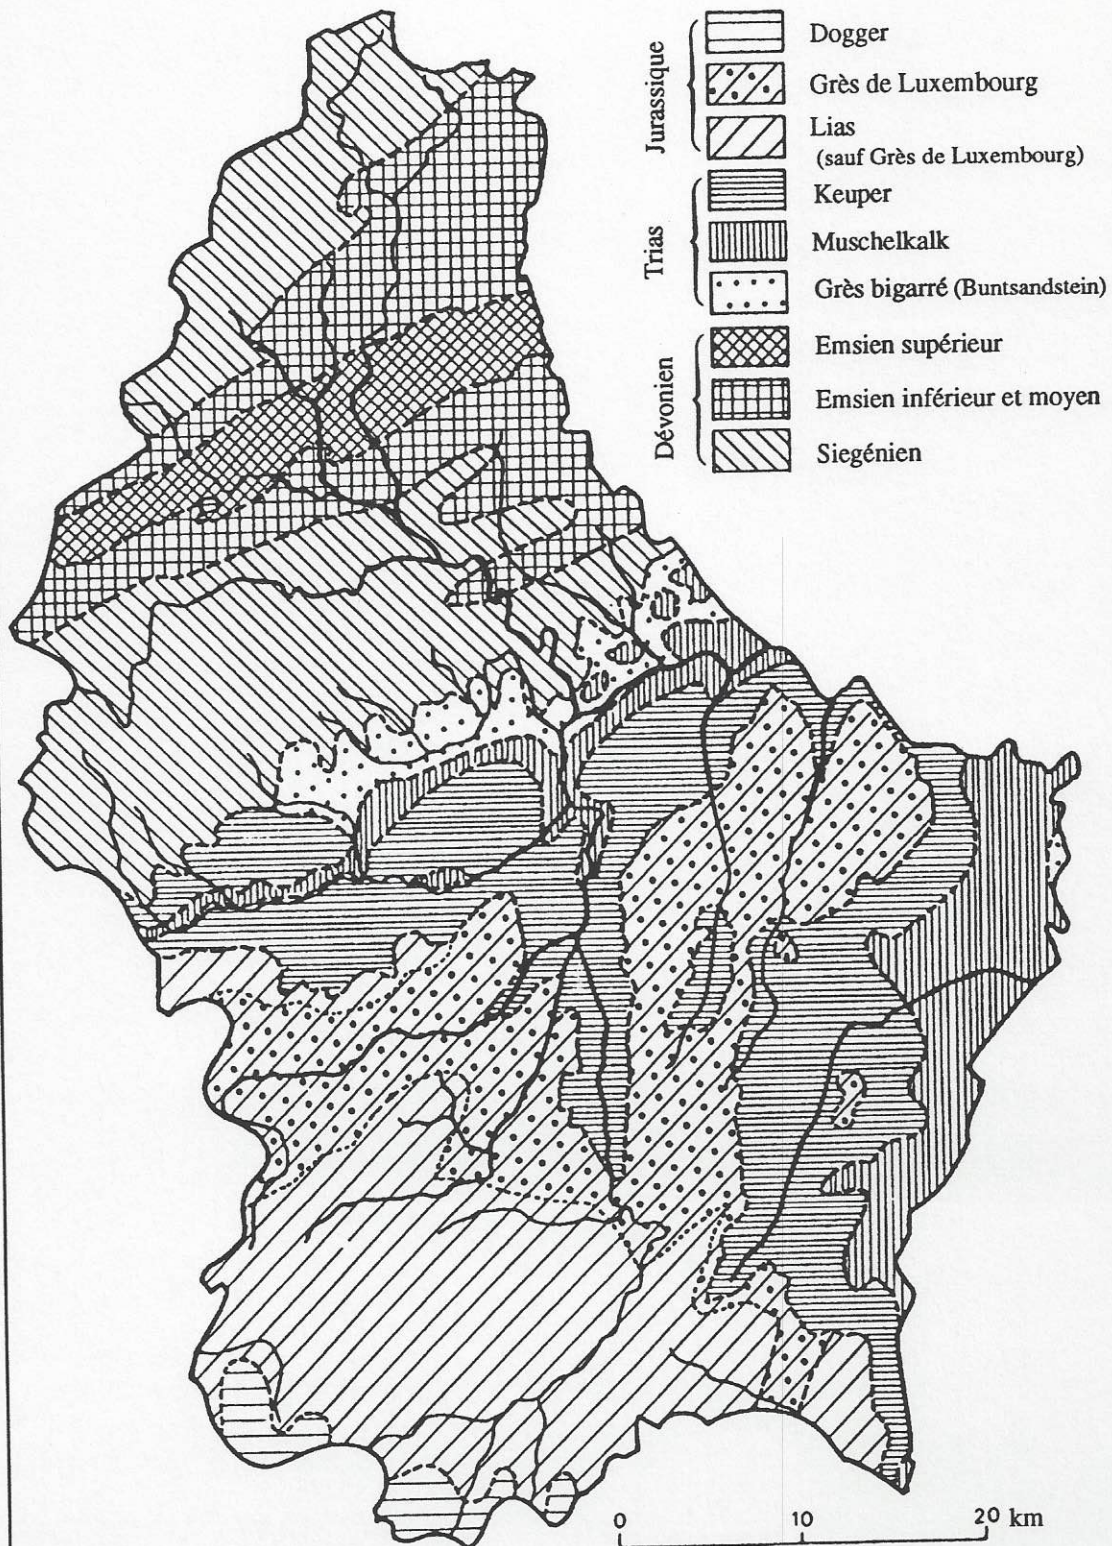 Jurassique
Dogger
Grès de Luxembourg
Lias
(sauf Grès de Luxembourg)
Trias
Keuper
Muschelkalk
Grès bigarré (Buntsandstein)
Dévonien
Emsien supérieur
Emsien inférieur et moyen
Siegénien
0 10 20 km